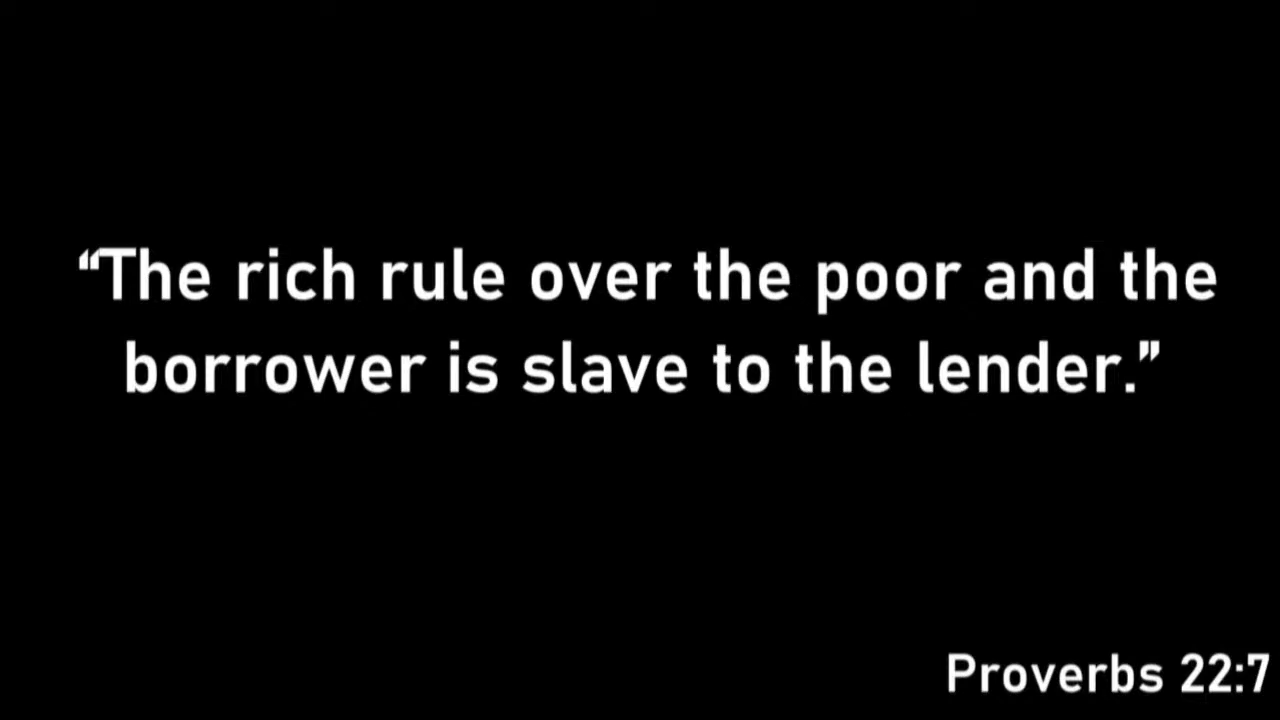 “The rich rule over the poor and the
borrower is slave to the lender.”
Proverbs 22:7